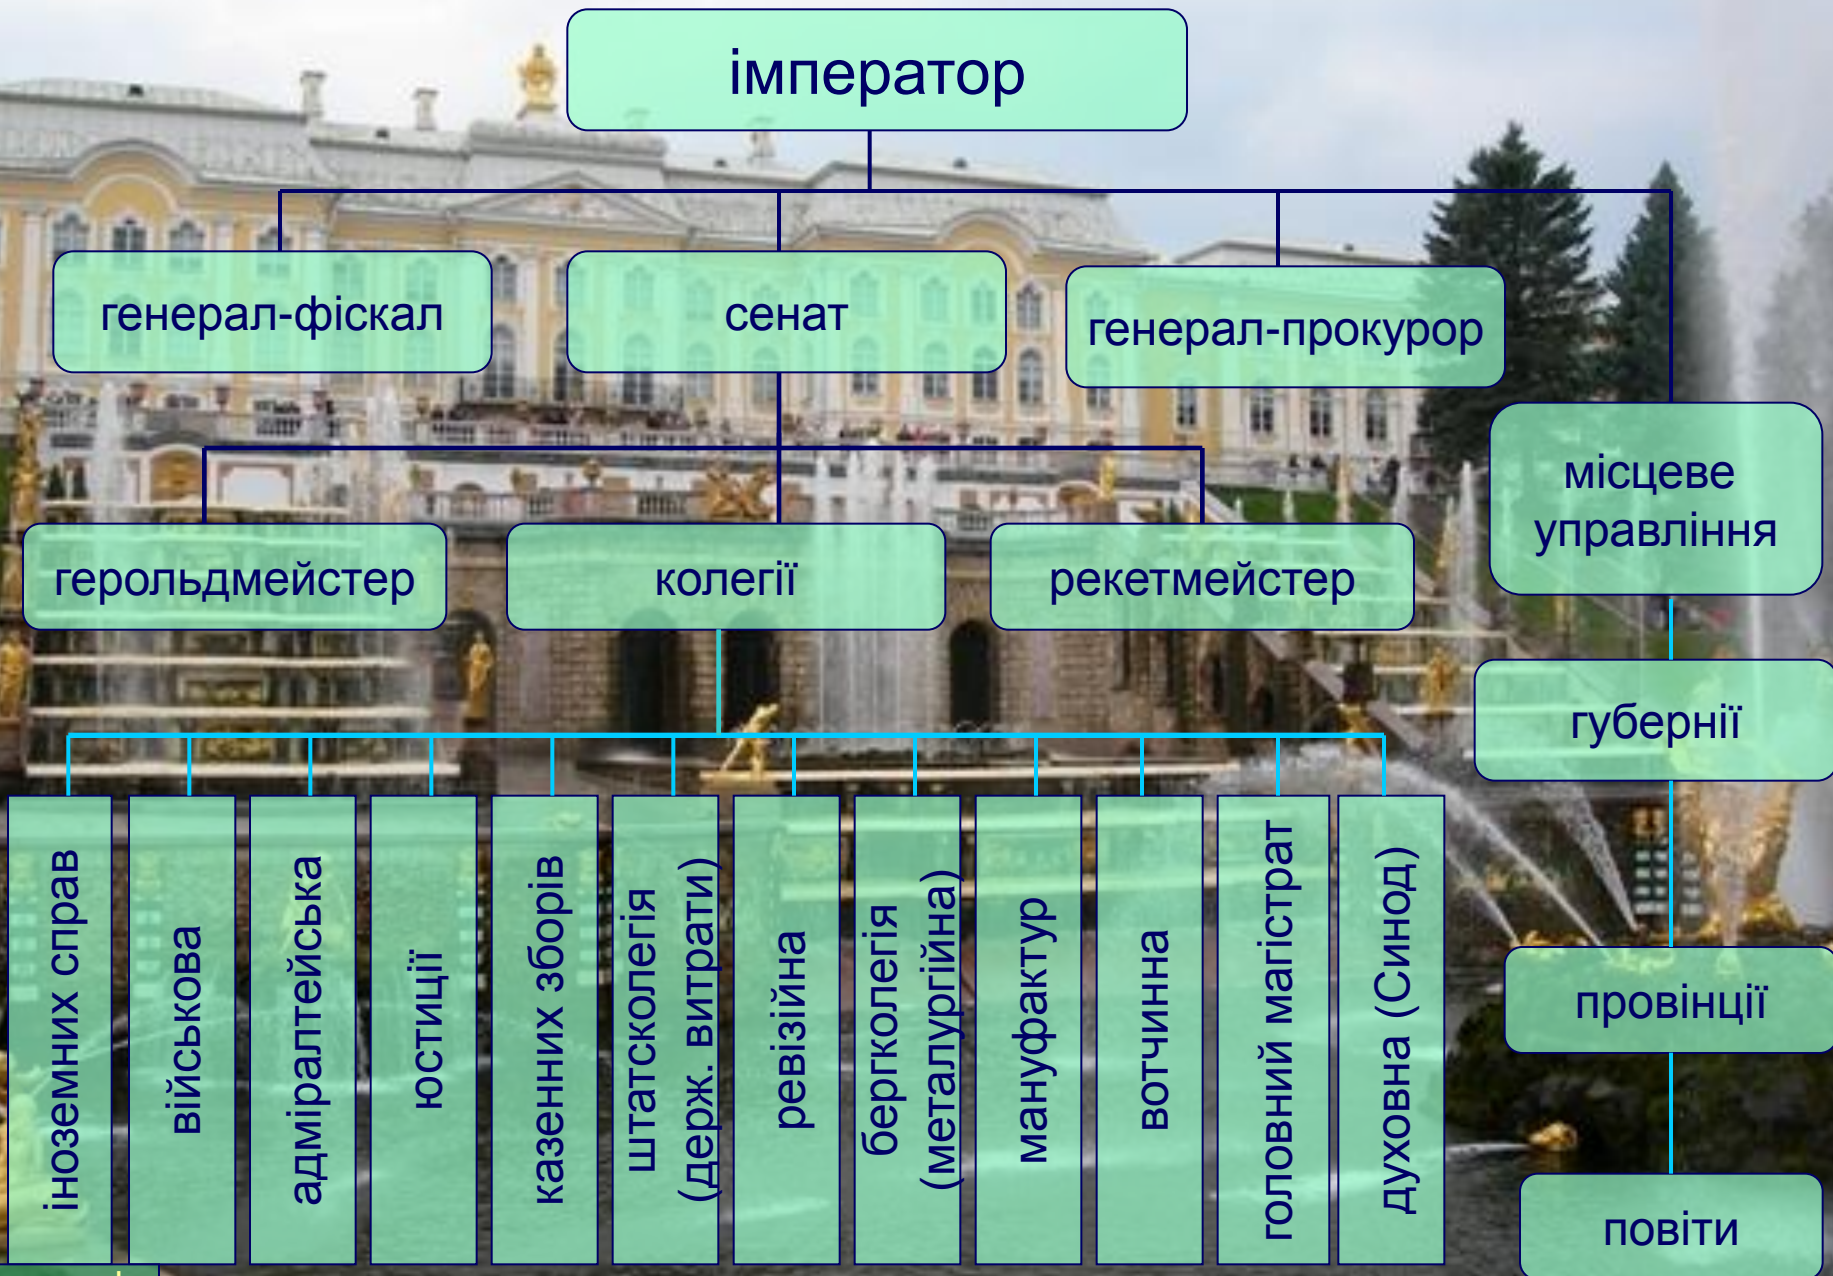 імператор
генерал-фіскал
сенат
генерал-прокурор
місцеве
управління
герольдмейстер
колегії
рекетмейстер
губернії
іноземних справ
військова
адміралтейська
юстиції
казенних зборів
штатсколегія
(держ. витрати)
ревізійна
бергколегія
(металургійна)
мануфактур
вотчинна
головний магістрат
духовна (Синод)
провінції
повіти